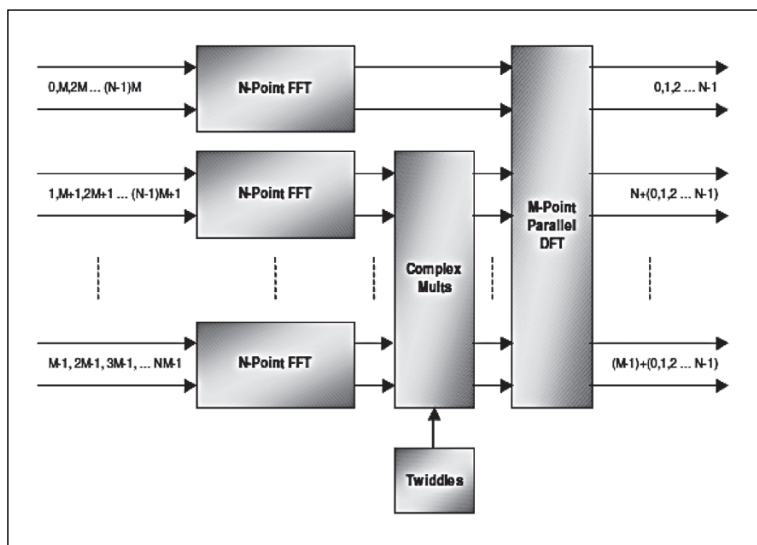 0,M,2M ... (N-1)M
N-Point FFT
0,1,2 ... N-1
1,M+1,2M+1 ... (N-1)M+1
N-Point FFT
N+(0,1,2 ... N-1)
Complex
Mults
M-Point
Parallel
DFT
M-1, 2M-1, 3M-1, ... NM-1
N-Point FFT
(M-1)+(0,1,2 ... N-1)
Twiddles